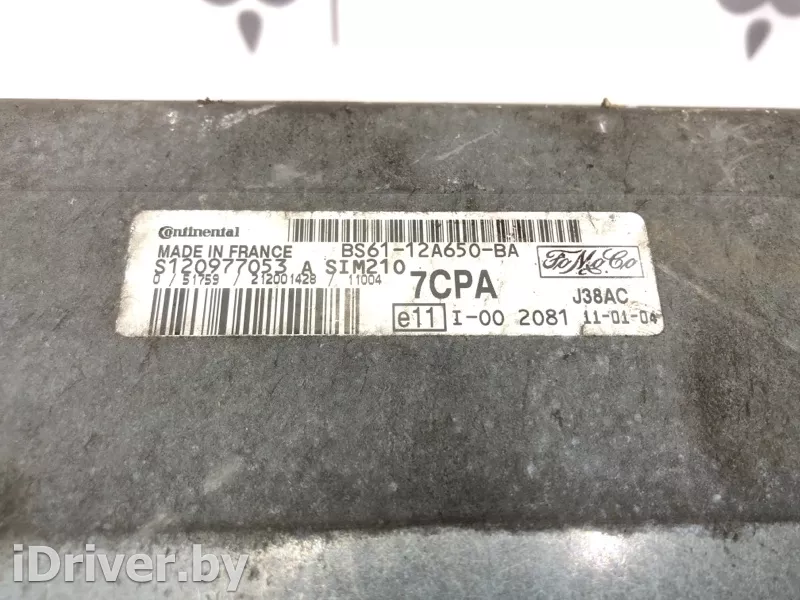 Continental
MADE IN FRANCE
BS61-12A650-BA
FoMoCo
S120977053 A SIM210
0 / 51759 / 212001428 / 11004
7CPA
J38AC
e11 I-00 2081 11-01-04
iDriver.by